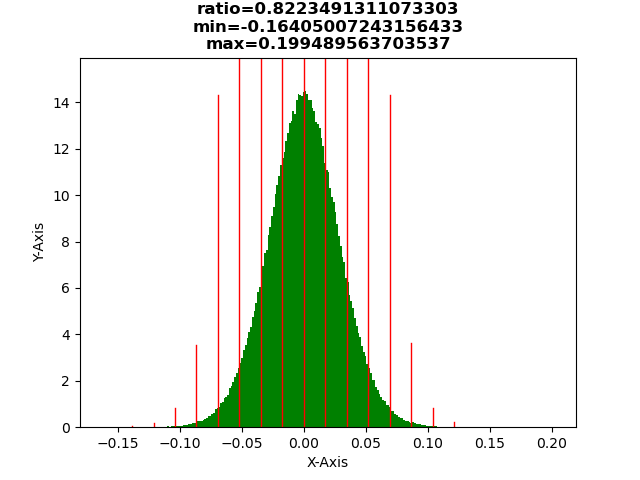 ratio=0.8223491311073303
min=-0.16405007243156433
max=0.199489563703537
Y-Axis
14
12
10
8
6
4
2
0
−0.15 −0.10 −0.05 0.00 0.05 0.10 0.15 0.20
X-Axis